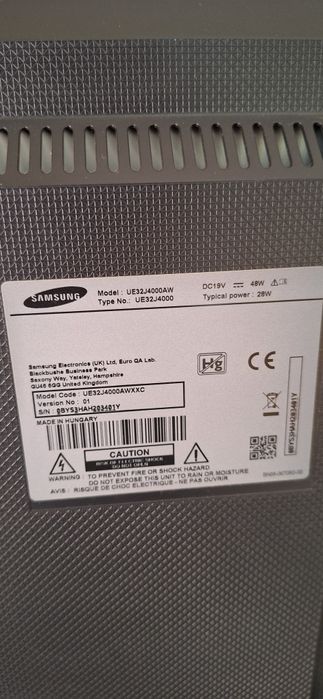 SAMSUNG
Model : UE32J4000AW
Type No.: UE32J4000
DC19V ⎓ 48W
Typical power : 28W
Samsung Electronics (UK) Ltd, Euro QA Lab.
Blackbushe Business Park
Saxony Way, Yateley, Hampshire
GU46 6GG United Kingdom
Hg
CE
Model Code : UE32J4000AWXXC
Version No : 01
S/N : 0BY53HAH203401Y
MADE IN HUNGARY
CAUTION
RISK OF ELECTRIC SHOCK
DO NOT OPEN
WARNING : TO PREVENT FIRE OR SHOCK HAZARD
DO NOT EXPOSE THIS UNIT TO RAIN OR MOISTURE
AVIS : RISQUE DE CHOC ELECTRIQUE - NE PAS OUVRIR